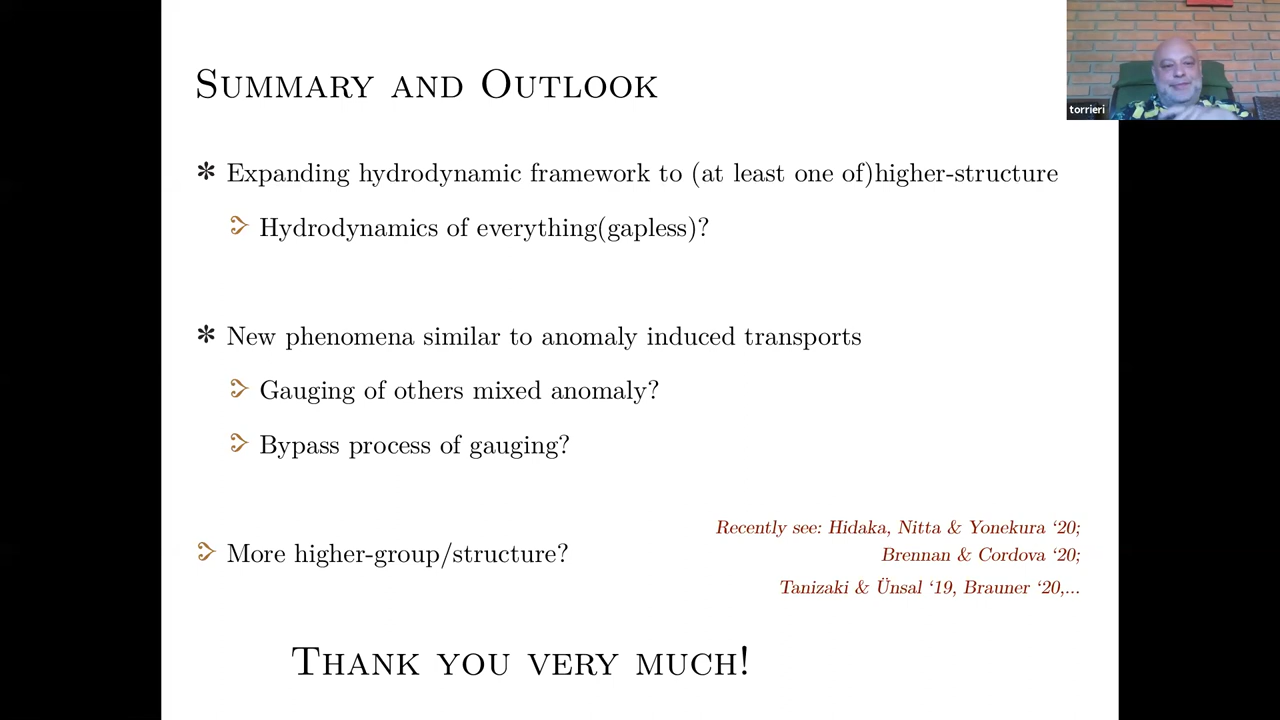 Summary and Outlook
torrieri
* Expanding hydrodynamic framework to (at least one of)higher-structure
Hydrodynamics of everything(gapless)?
* New phenomena similar to anomaly induced transports
Gauging of others mixed anomaly?
Bypass process of gauging?
Recently see: Hidaka, Nitta & Yonekura ‘20;
More higher-group/structure?
Brennan & Cordova ‘20;
Tanizaki & Ünsal ‘19, Brauner ‘20,...
Thank you very much!